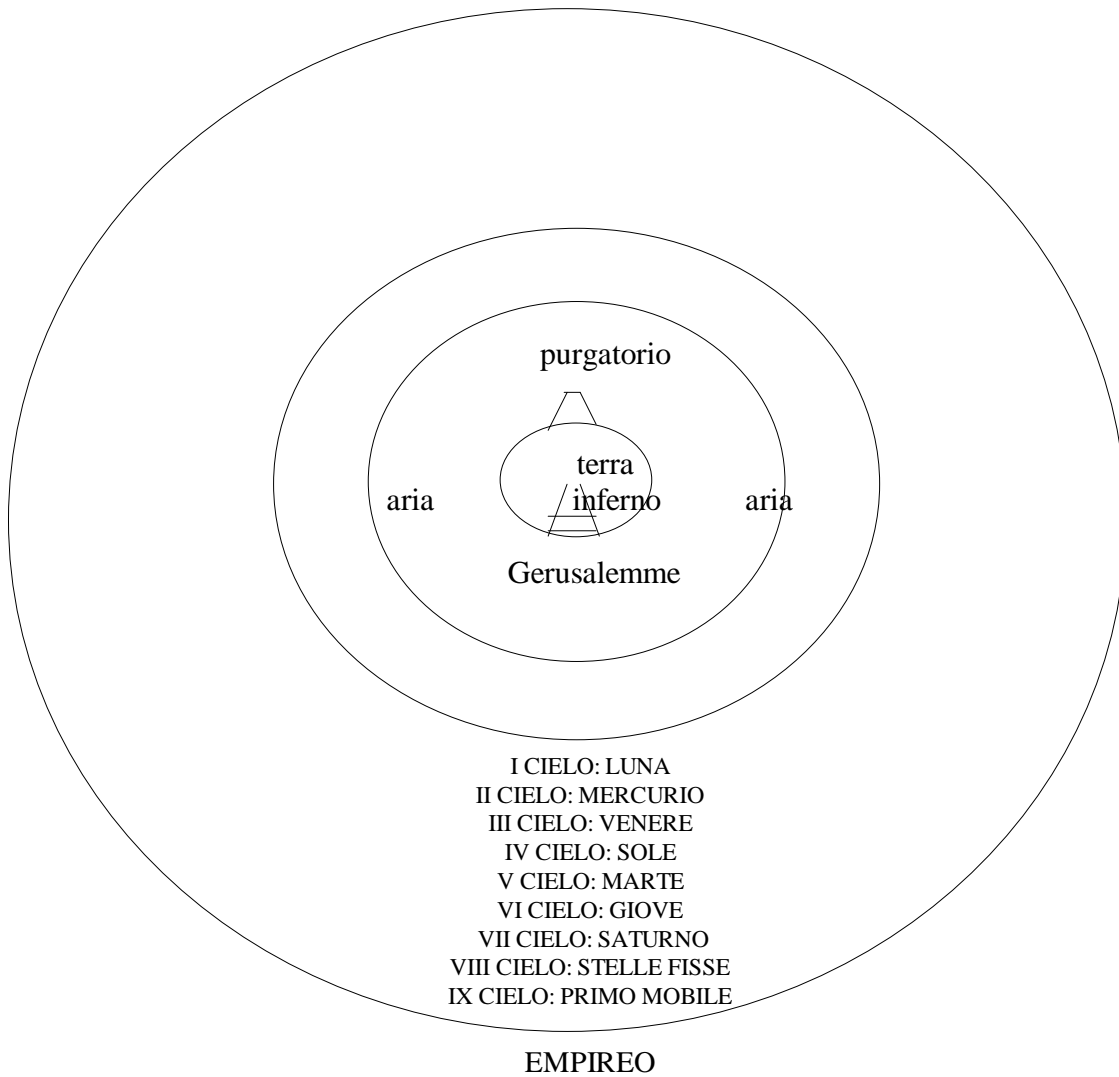 purgatorio
terra
aria inferno aria
Gerusalemme
I CIELO: LUNA
II CIELO: MERCURIO
III CIELO: VENERE
IV CIELO: SOLE
V CIELO: MARTE
VI CIELO: GIOVE
VII CIELO: SATURNO
VIII CIELO: STELLE FISSE
IX CIELO: PRIMO MOBILE
EMPIREO